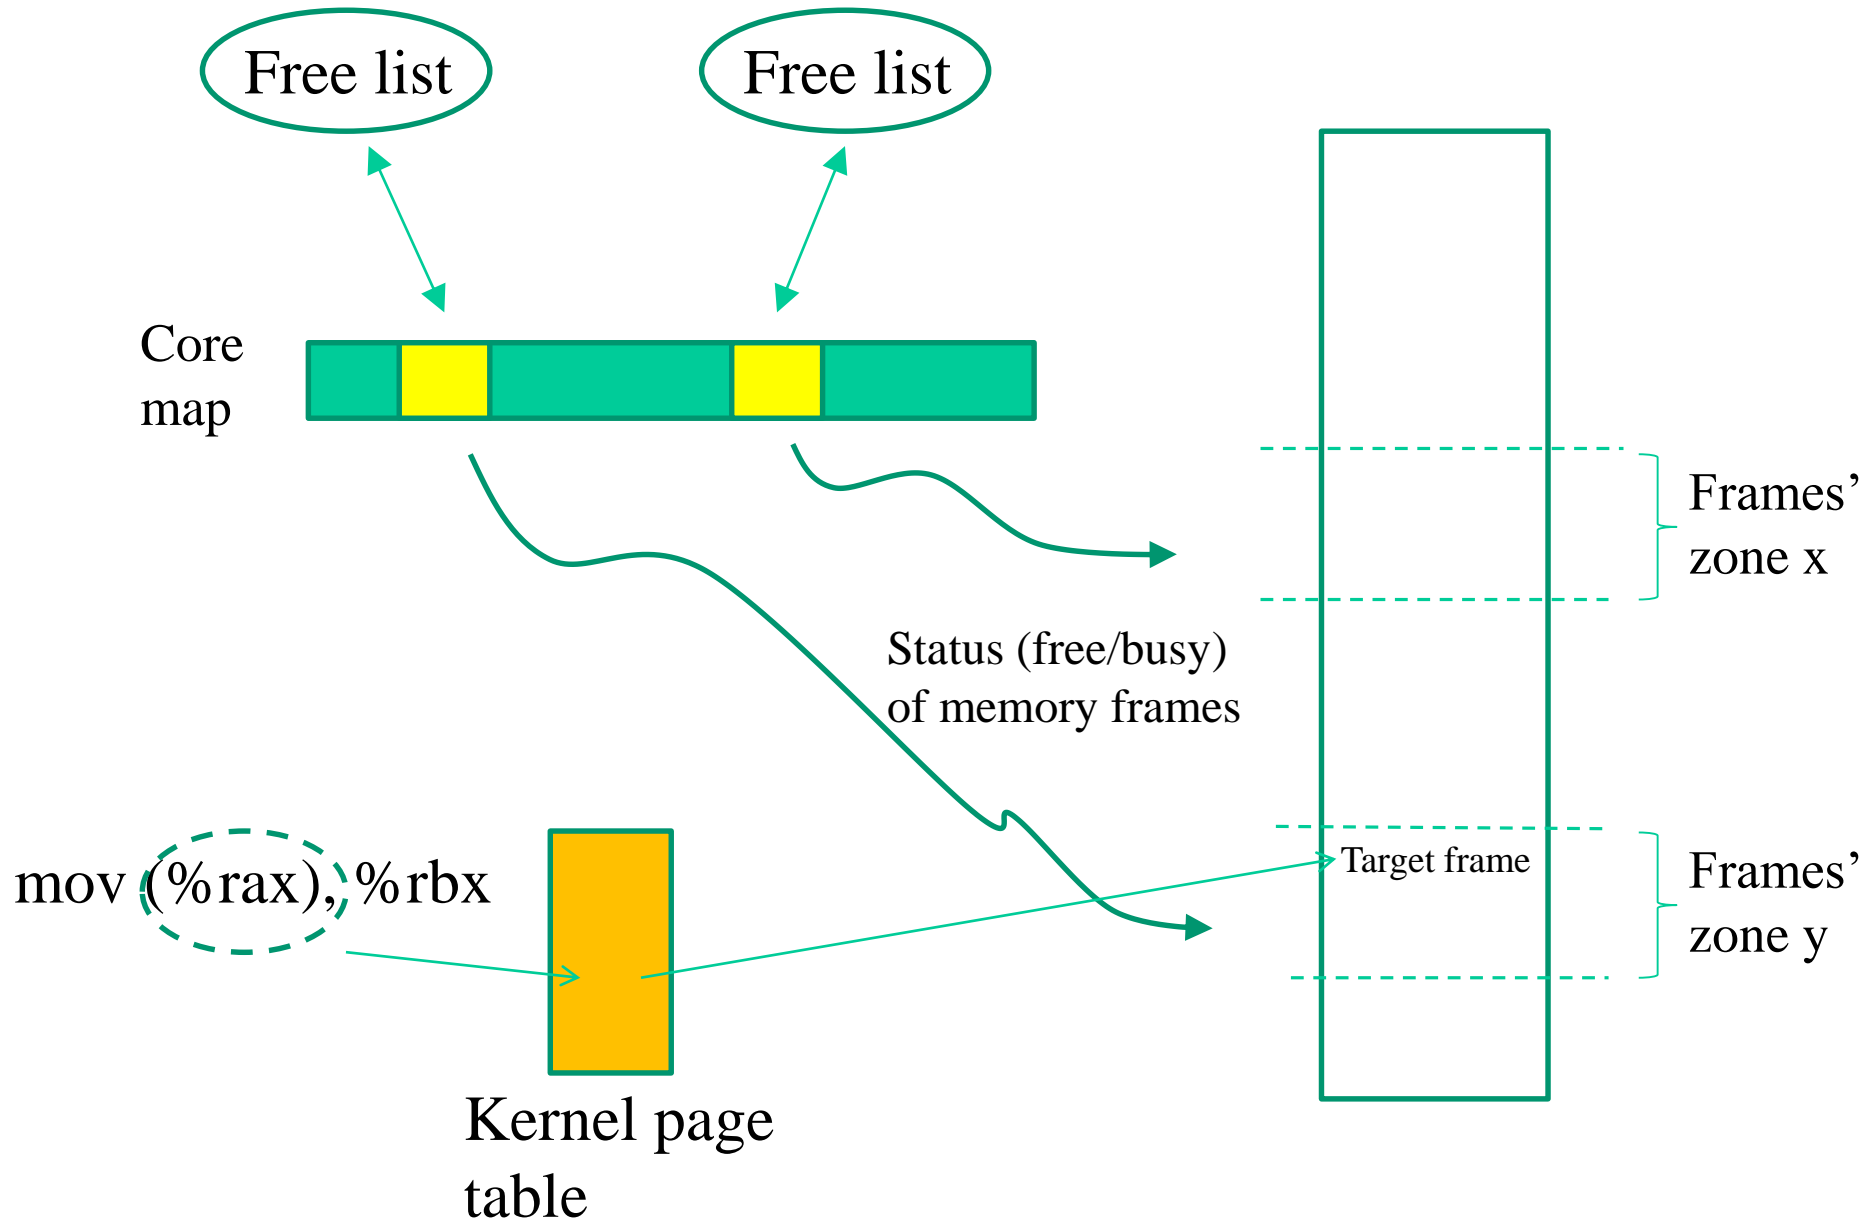 Free list
Free list
Core
map
Frames’
zone x
Status (free/busy)
of memory frames
mov (%rax), %rbx
Target frame
Frames’
zone y
Kernel page
table